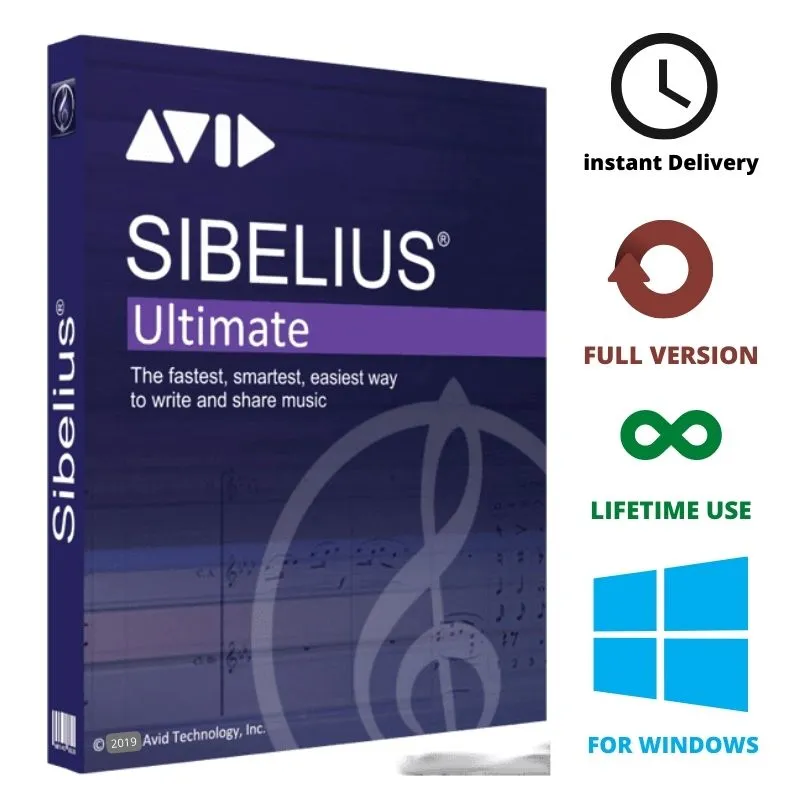 AVID
SIBELIUS®
Ultimate
The fastest, smartest, easiest way
to write and share music
Sibelius®
© 2019 Avid Technology, Inc.
instant Delivery
FULL VERSION
LIFETIME USE
FOR WINDOWS